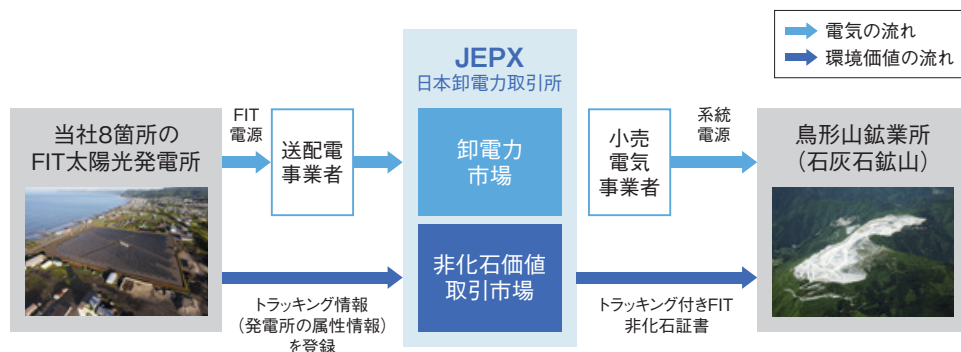 電気の流れ
環境価値の流れ
JEPX
日本卸電力取引所
当社8箇所の
FIT太陽光発電所
FIT
電源
送配電
事業者
卸電力
市場
小売
電気
事業者
系統
電源
鳥形山鉱業所
（石灰石鉱山）
非化石価値
取引市場
トラッキング情報
（発電所の属性情報）
を登録
トラッキング付きFIT
非化石証書